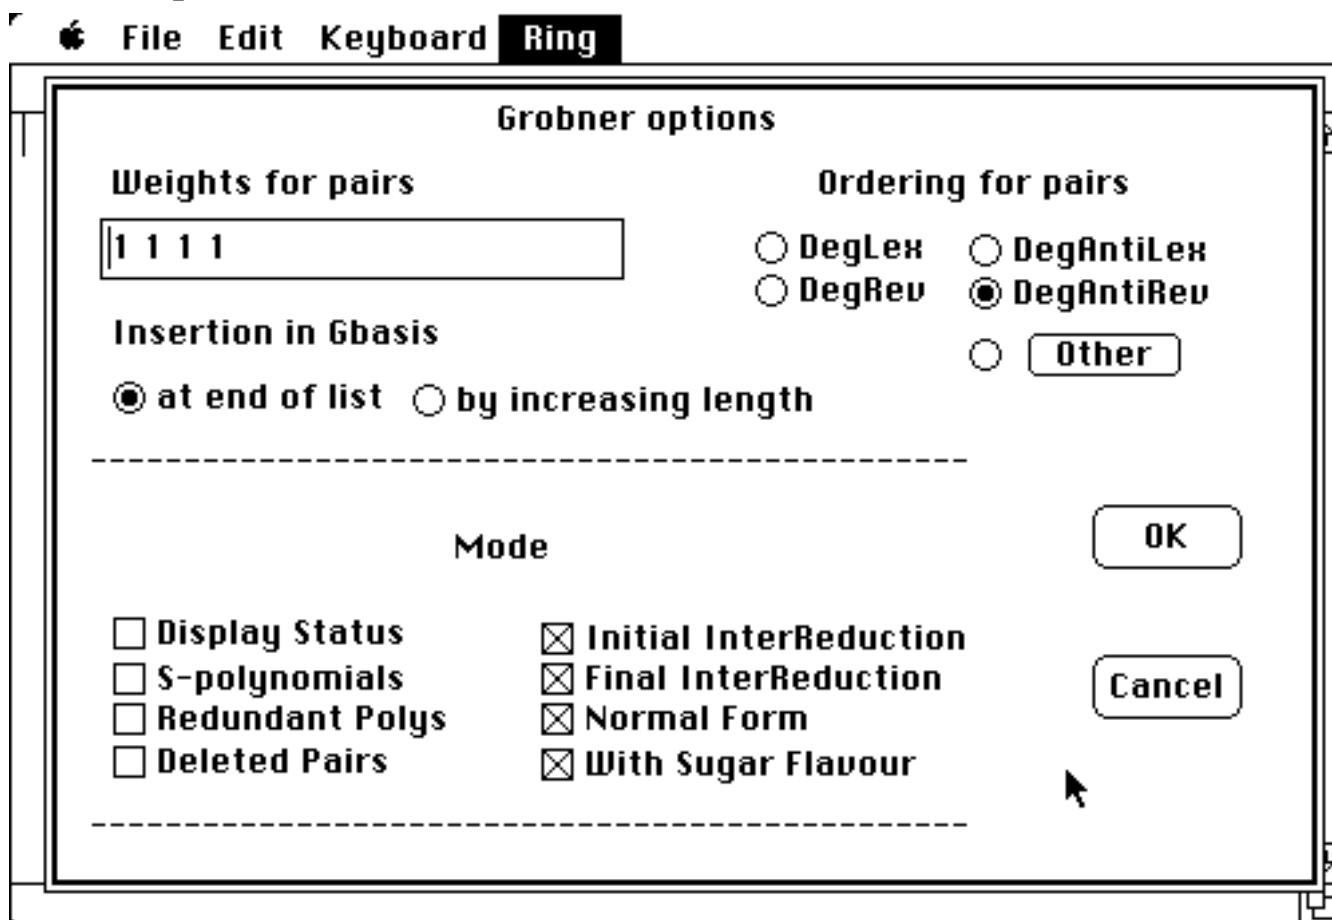 File Edit Keyboard Ring
Grobner options
Weights for pairs
Ordering for pairs
1 1 1 1
DegLex DegAntiLex
DegRev DegAntiRev
Insertion in Gbasis
Other
at end of list by increasing length
OK
Mode
Display Status Initial InterReduction
S-polynomials Final InterReduction
Cancel
Redundant Polys Normal Form
Deleted Pairs With Sugar Flavour